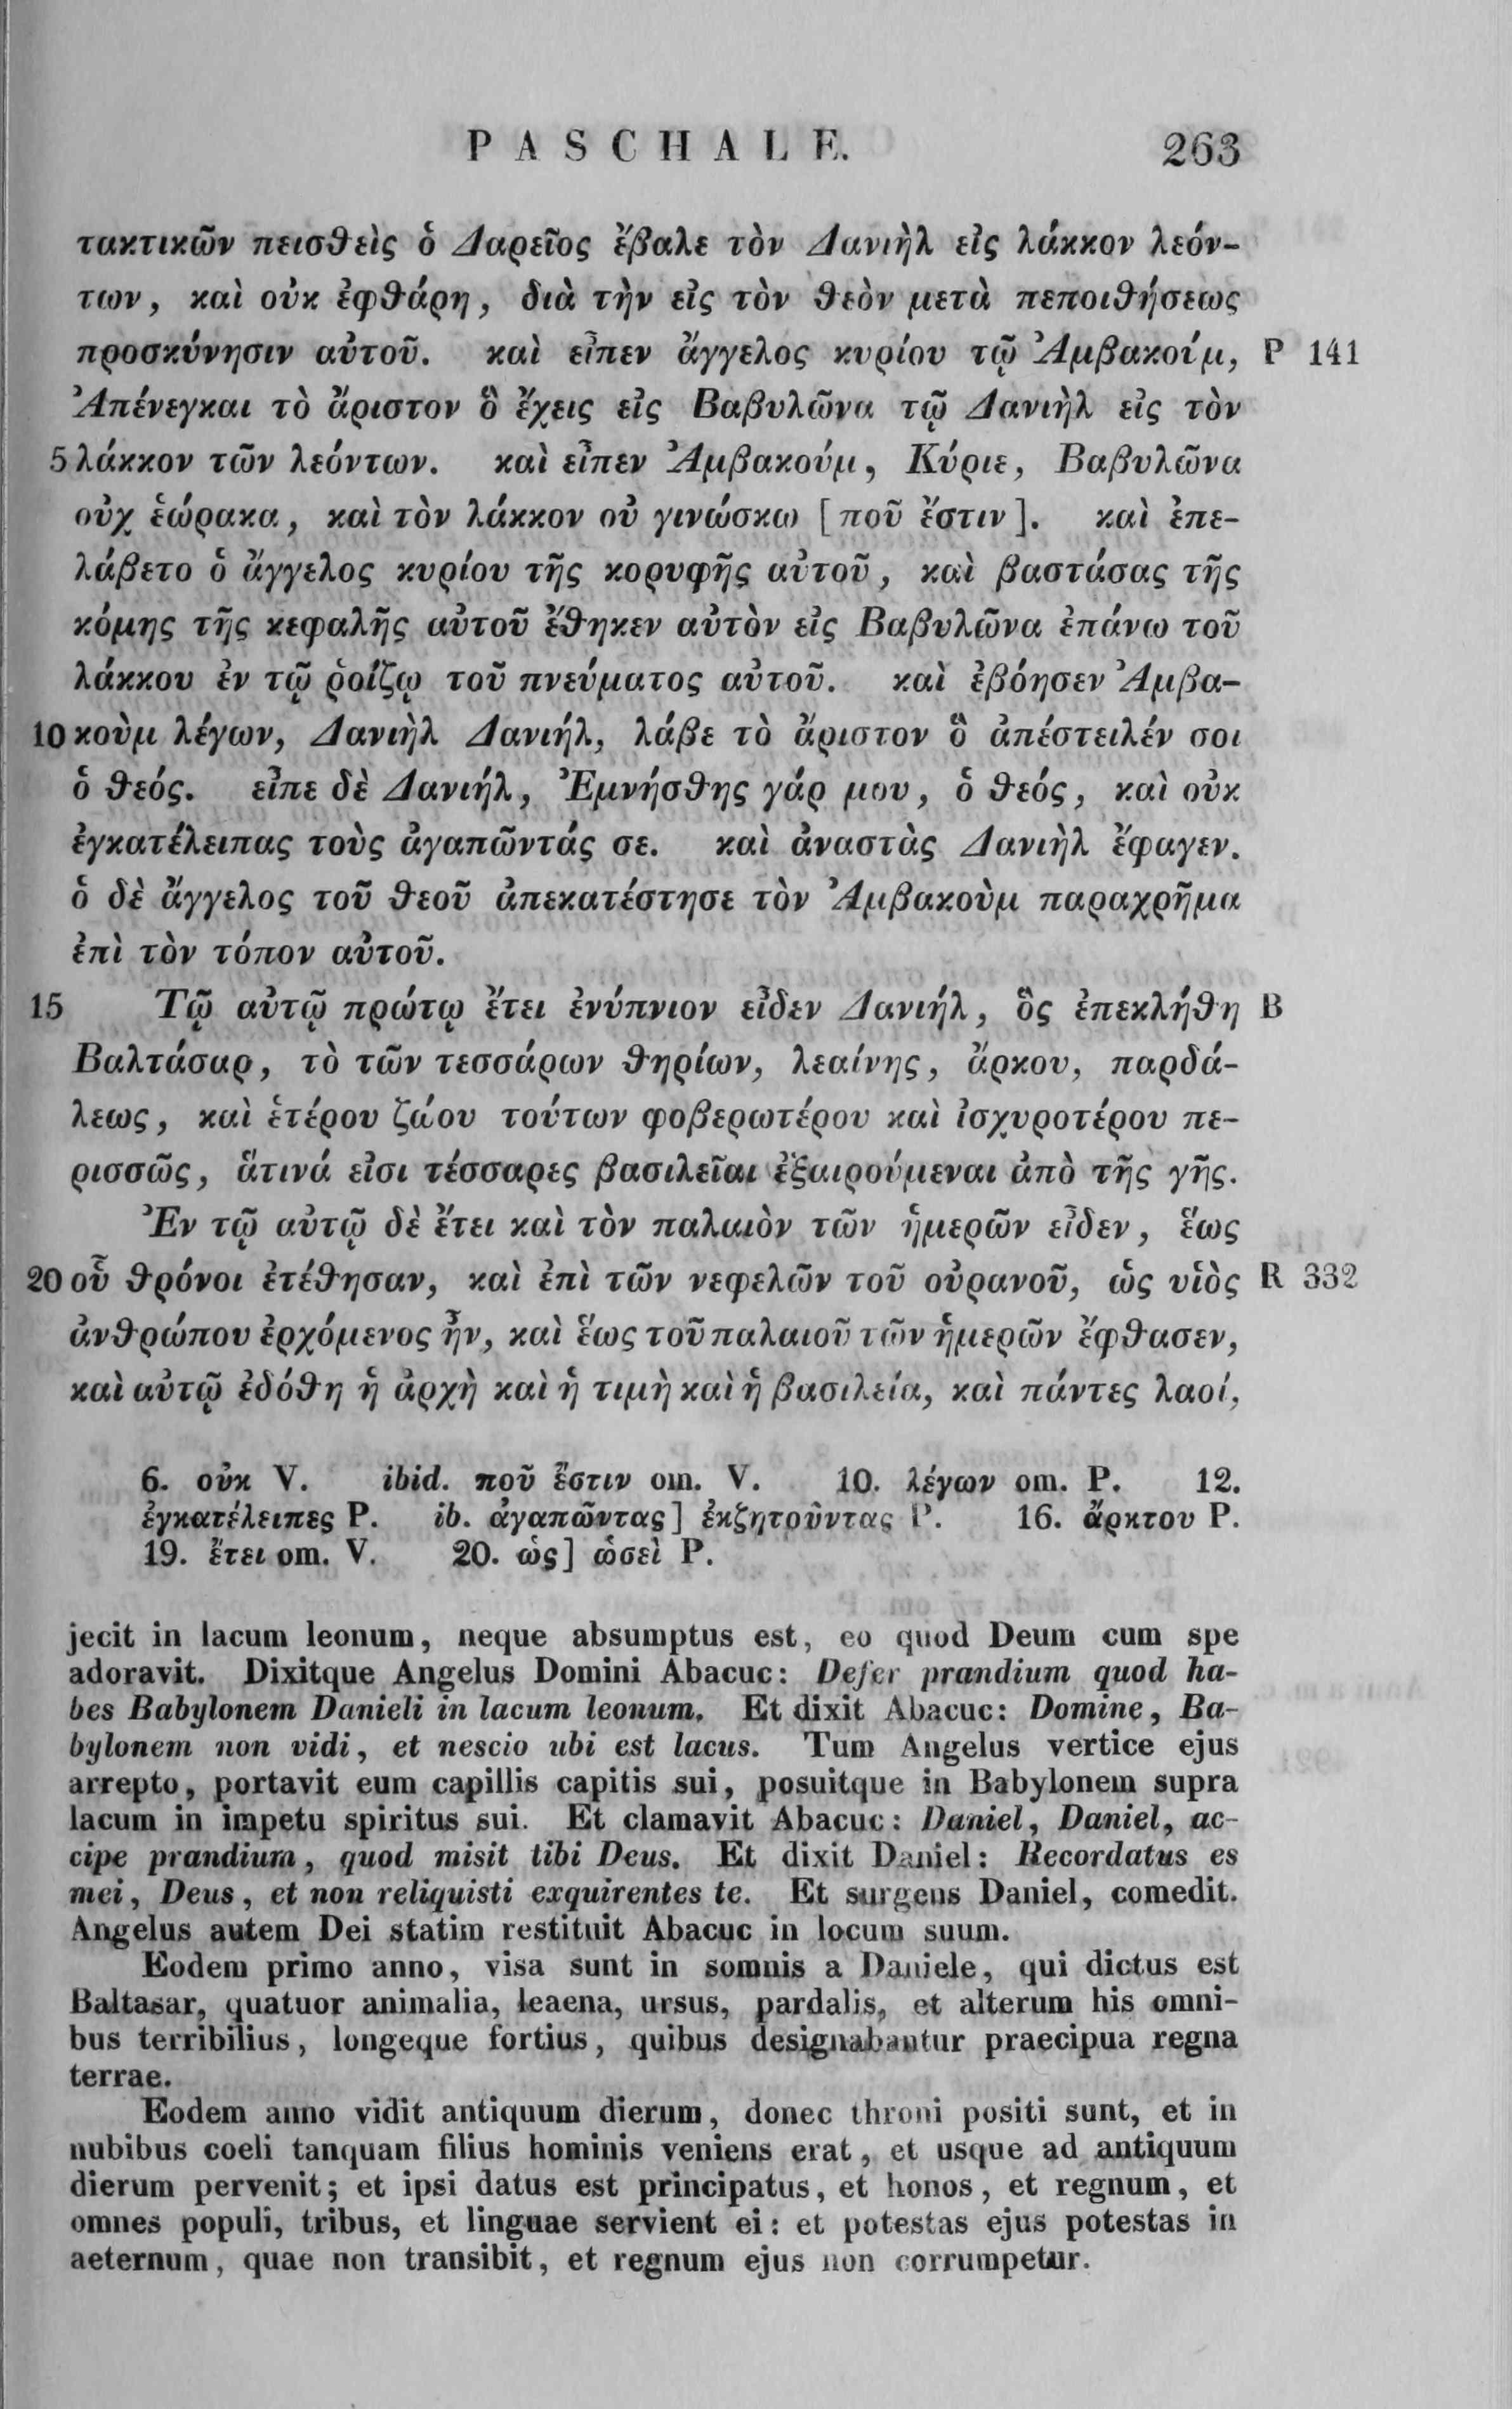 PASCHALE. 263
τακτικῶν πεισθεὶς ὁ Δαρεῖος ἔβαλε τὸν Δανιὴλ εἰς λάκκον λεόν-
των, καὶ οὐκ ἐφθάρη, διὰ τὴν εἰς τὸν θεὸν μετὰ πεποιθήσεως
προσκύνησιν αὐτοῦ. καὶ εἶπεν ἄγγελος κυρίου τῷ Ἀμβακοίμ, P 141
Ἀπένεγκαι τὸ ἄριστον ὃ ἔχεις εἰς Βαβυλῶνα τῷ Δανιὴλ εἰς τὸν
5 λάκκον τῶν λεόντων. καὶ εἶπεν Ἀμβακούμ, Κύριε, Βαβυλῶνα
οὐχ ἑώρακα, καὶ τὸν λάκκον οὐ γινώσκω [ποῦ ἔστιν]. καὶ ἐπε-
λάβετο ὁ ἄγγελος κυρίου τῆς κορυφῆς αὐτοῦ, καὶ βαστάσας τῆς
κόμης τῆς κεφαλῆς αὐτοῦ ἔθηκεν αὐτὸν εἰς Βαβυλῶνα ἐπάνω τοῦ
λάκκου ἐν τῷ ῥοίζῳ τοῦ πνεύματος αὐτοῦ. καὶ ἐβόησεν Ἀμβα-
10 κοὺμ λέγων, Δανιὴλ Δανιήλ, λάβε τὸ ἄριστον ὃ ἀπέστειλέν σοι
ὁ θεός. εἶπε δὲ Δανιήλ, Ἐμνήσθης γάρ μου, ὁ θεός, καὶ οὐκ
ἐγκατέλειπας τοὺς ἀγαπῶντάς σε. καὶ ἀναστὰς Δανιὴλ ἔφαγεν.
ὁ δὲ ἄγγελος τοῦ θεοῦ ἀπεκατέστησε τὸν Ἀμβακοὺμ παραχρῆμα
ἐπὶ τὸν τόπον αὐτοῦ.
15 Τῷ αὐτῷ πρώτῳ ἔτει ἐνύπνιον εἶδεν Δανιήλ, ὃς ἐπεκλήθη B
Βαλτάσαρ, τὸ τῶν τεσσάρων θηρίων, λεαίνης, ἄρκου, παρδά-
λεως, καὶ ἑτέρου ζώου τούτων φοβερωτέρου καὶ ἰσχυροτέρου πε-
ρισσῶς, ἅτινά εἰσι τέσσαρες βασιλεῖαι ἐξαιρούμεναι ἀπὸ τῆς γῆς.
Ἐν τῷ αὐτῷ δὲ ἔτει καὶ τὸν παλαιὸν τῶν ἡμερῶν εἶδεν, ἕως
20 οὗ θρόνοι ἐτέθησαν, καὶ ἐπὶ τῶν νεφελῶν τοῦ οὐρανοῦ, ὡς υἱὸς R 332
ἀνθρώπου ἐρχόμενος ἦν, καὶ ἕως τοῦ παλαιοῦ τῶν ἡμερῶν ἔφθασεν,
καὶ αὐτῷ ἐδόθη ἡ ἀρχὴ καὶ ἡ τιμὴ καὶ ἡ βασιλεία, καὶ πάντες λαοί,
6. οὐκ V. ibid. ποῦ ἔστιν om. V. 10. λέγων om. P. 12.
ἐγκατέλειπες P. ib. ἀγαπῶντας] ἐκζητοῦντας P. 16. ἄρκτου P.
19. ἔτει om. V. 20. ὡς] ὡσεὶ P.
jecit in lacum leonum, neque absumptus est, eo quod Deum cum spe
adoravit. Dixitque Angelus Domini Abacuc: Defer prandium quod ha-
bes Babylonem Danieli in lacum leonum. Et dixit Abacuc: Domine, Ba-
bylonem non vidi, et nescio ubi est lacus. Tum Angelus vertice ejus
arrepto, portavit eum capillis capitis sui, posuitque in Babylonem supra
lacum in impetu spiritus sui. Et clamavit Abacuc: Daniel, Daniel, ac-
cipe prandium, quod misit tibi Deus. Et dixit Daniel: Recordatus es
mei, Deus, et non reliquisti exquirentes te. Et surgens Daniel, comedit.
Angelus autem Dei statim restituit Abacuc in locum suum.
Eodem primo anno, visa sunt in somnis a Daniele, qui dictus est
Baltasar, quatuor animalia, leaena, ursus, pardalis, et alterum his omni-
bus terribilius, longeque fortius, quibus designabantur praecipua regna
terrae.
Eodem anno vidit antiquum dierum, donec throni positi sunt, et in
nubibus coeli tanquam filius hominis veniens erat, et usque ad antiquum
dierum pervenit; et ipsi datus est principatus, et honos, et regnum, et
omnes populi, tribus, et linguae servient ei: et potestas ejus potestas in
aeternum, quae non transibit, et regnum ejus non corrumpetur.